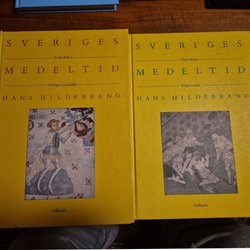 SVERIGES
MEDELTID
HANS HILDEBRAND
Gidlunds
SVERIGES
MEDELTID
HANS HILDEBRAND
Gidlunds